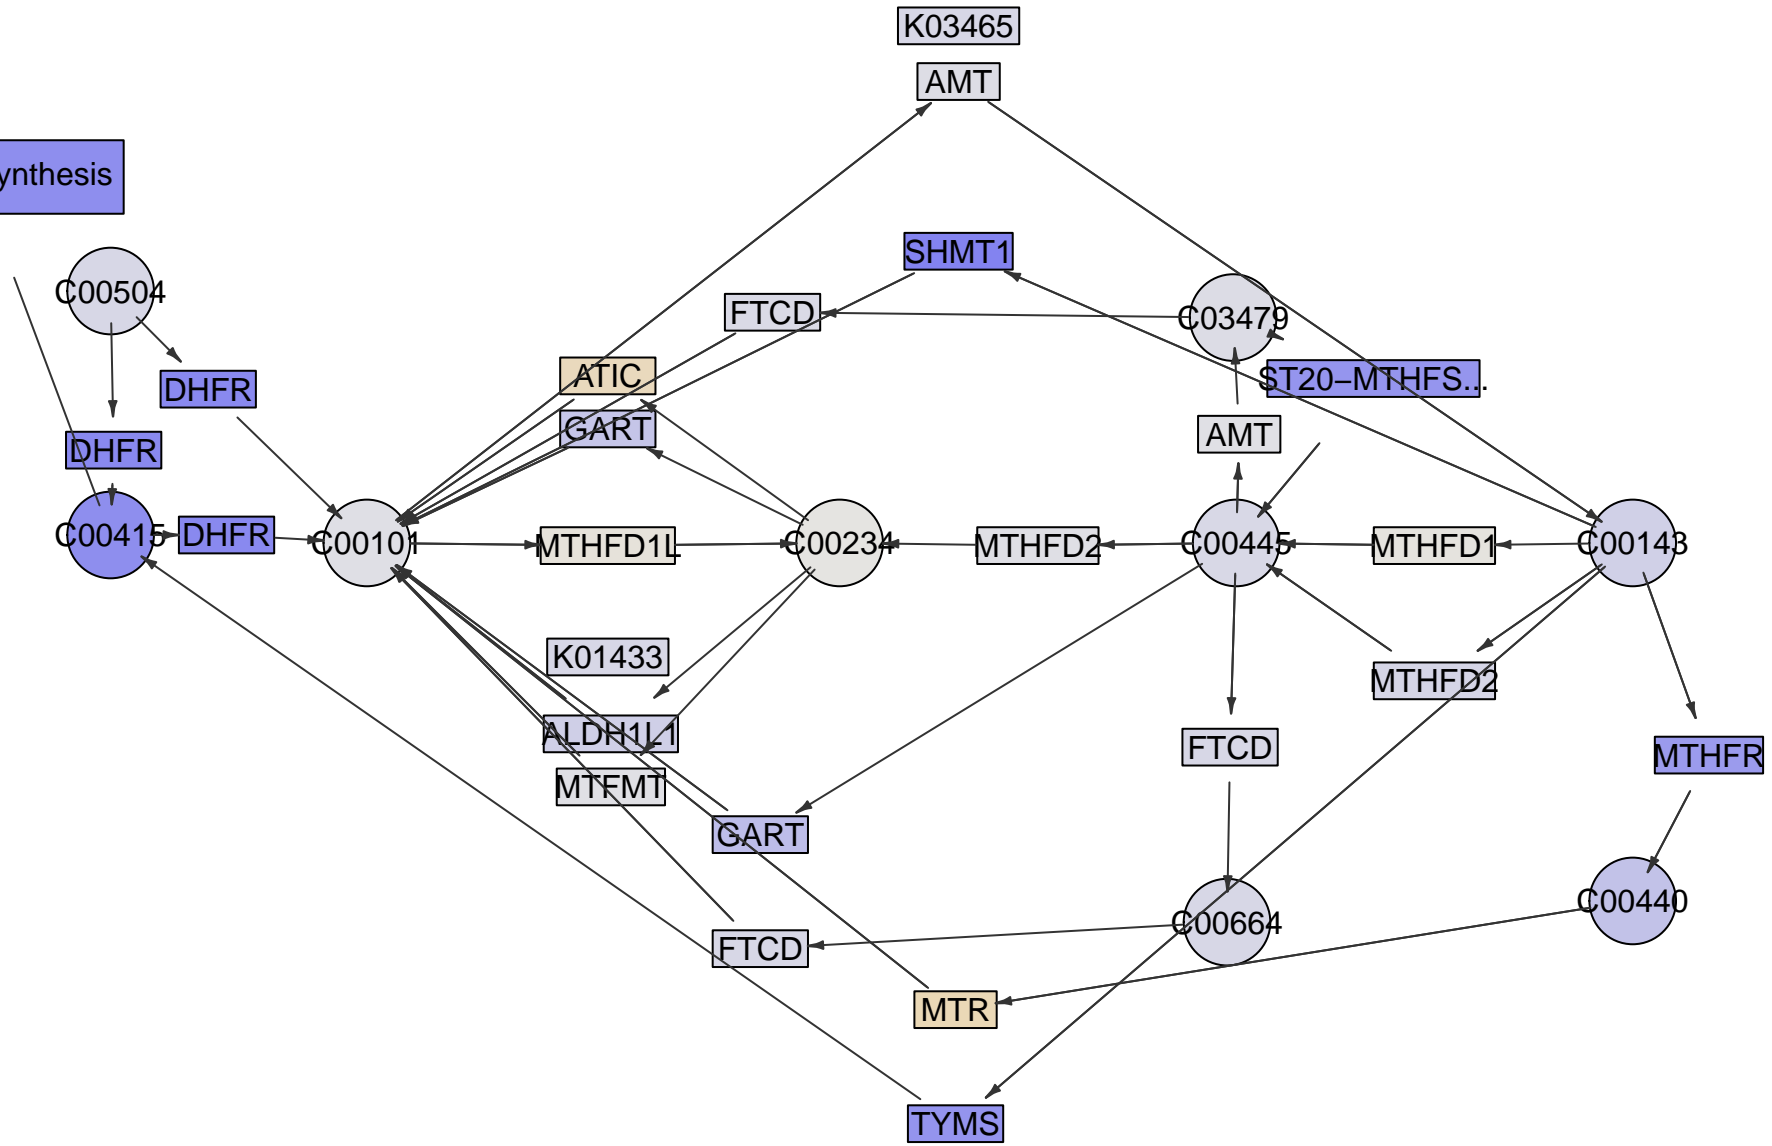 K03465
AMT
ynthesis
SHMT1
C00504
FTCD
C03479
ATIC
DHFR
ST20−MTHFS...
GART
AMT
DHFR
C00415
DHFR
C00101
MTHFD1L
C00234
MTHFD2
C00445
MTHFD1
C00143
K01433
MTHFD2
ALDH1L1
FTCD
MTHFR
MTFMT
GART
C00440
C00664
FTCD
MTR
TYMS